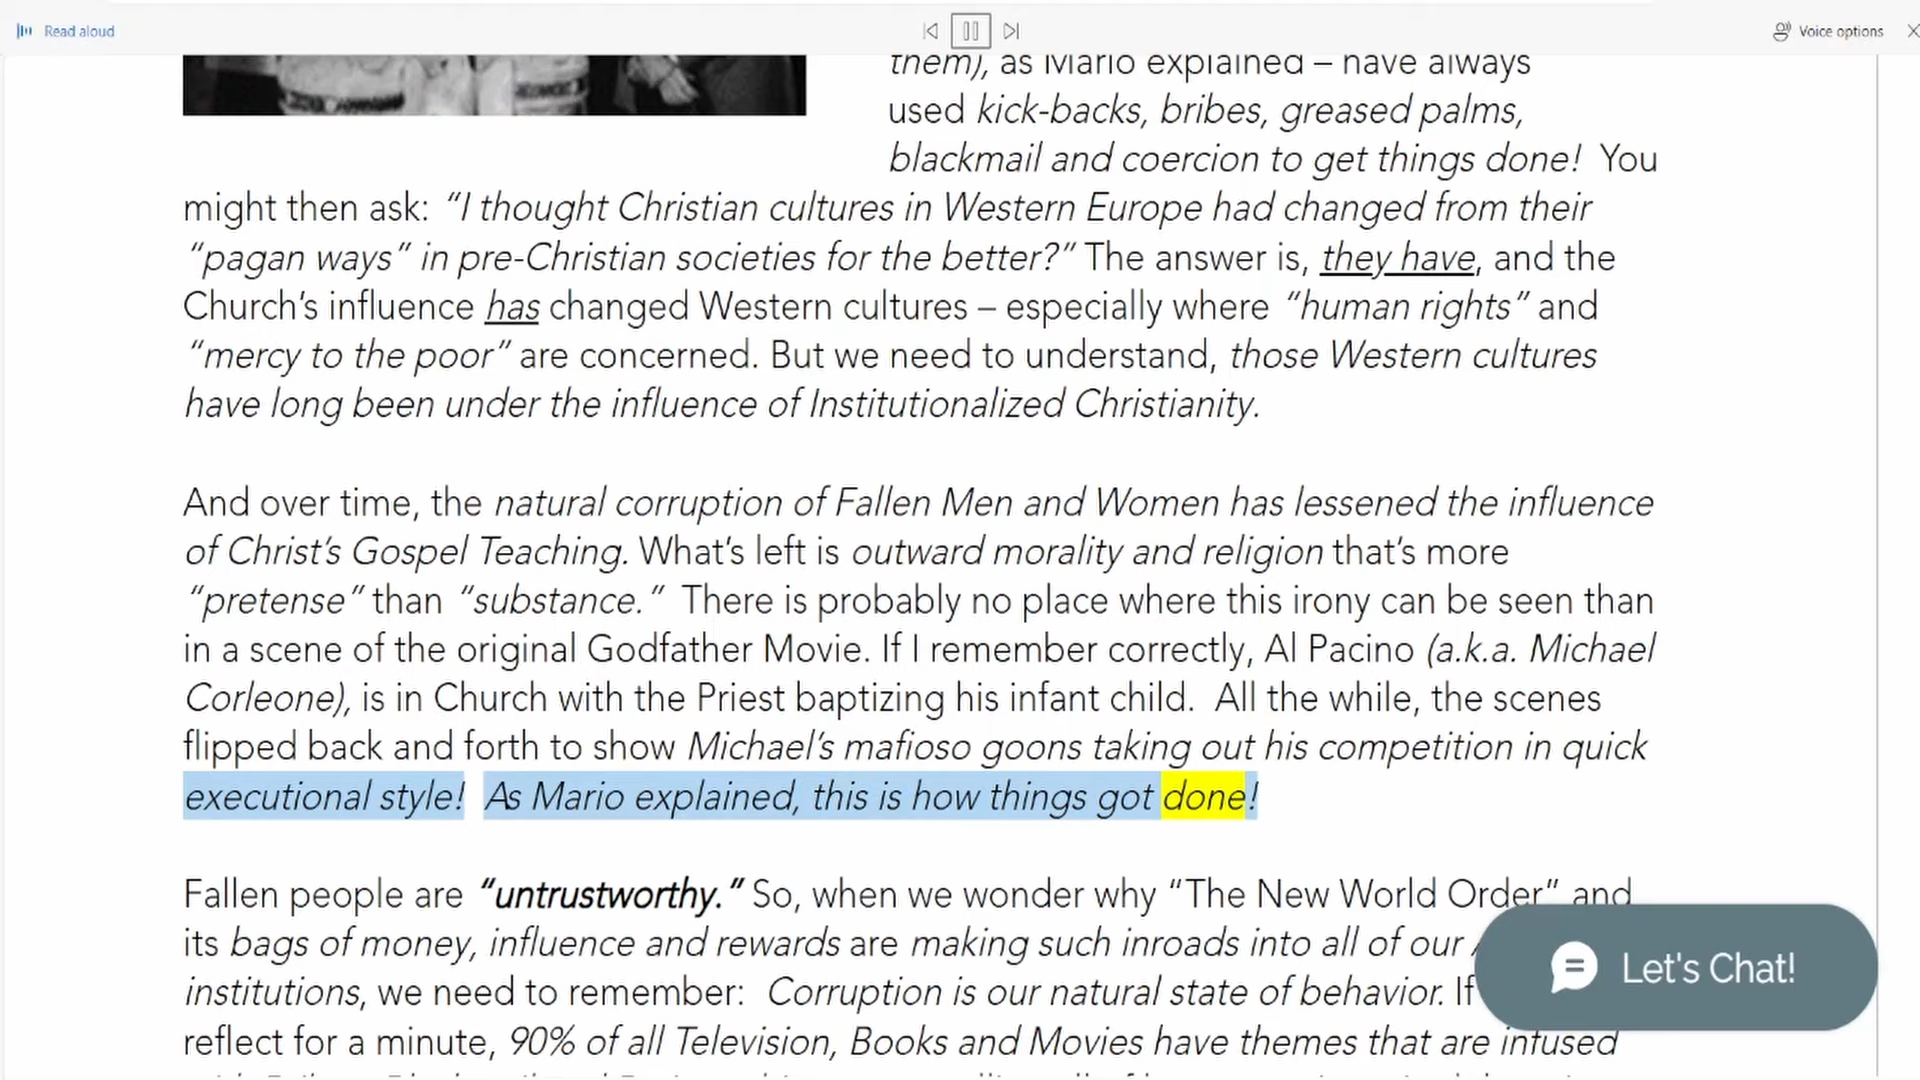 Read aloud
Voice options
them), as Mario explained – have always
used kick-backs, bribes, greased palms,
blackmail and coercion to get things done! You
might then ask: “I thought Christian cultures in Western Europe had changed from their
“pagan ways” in pre-Christian societies for the better?” The answer is, they have, and the
Church’s influence has changed Western cultures – especially where “human rights” and
“mercy to the poor” are concerned. But we need to understand, those Western cultures
have long been under the influence of Institutionalized Christianity.
And over time, the natural corruption of Fallen Men and Women has lessened the influence
of Christ’s Gospel Teaching. What’s left is outward morality and religion that’s more
“pretense” than “substance.” There is probably no place where this irony can be seen than
in a scene of the original Godfather Movie. If I remember correctly, Al Pacino (a.k.a. Michael
Corleone), is in Church with the Priest baptizing his infant child. All the while, the scenes
flipped back and forth to show Michael’s mafioso goons taking out his competition in quick
executional style! As Mario explained, this is how things got done!
Fallen people are “untrustworthy.” So, when we wonder why “The New World Order” and
its bags of money, influence and rewards are making such inroads into all of our
institutions, we need to remember: Corruption is our natural state of behavior. If
reflect for a minute, 90% of all Television, Books and Movies have themes that are infused
Let's Chat!